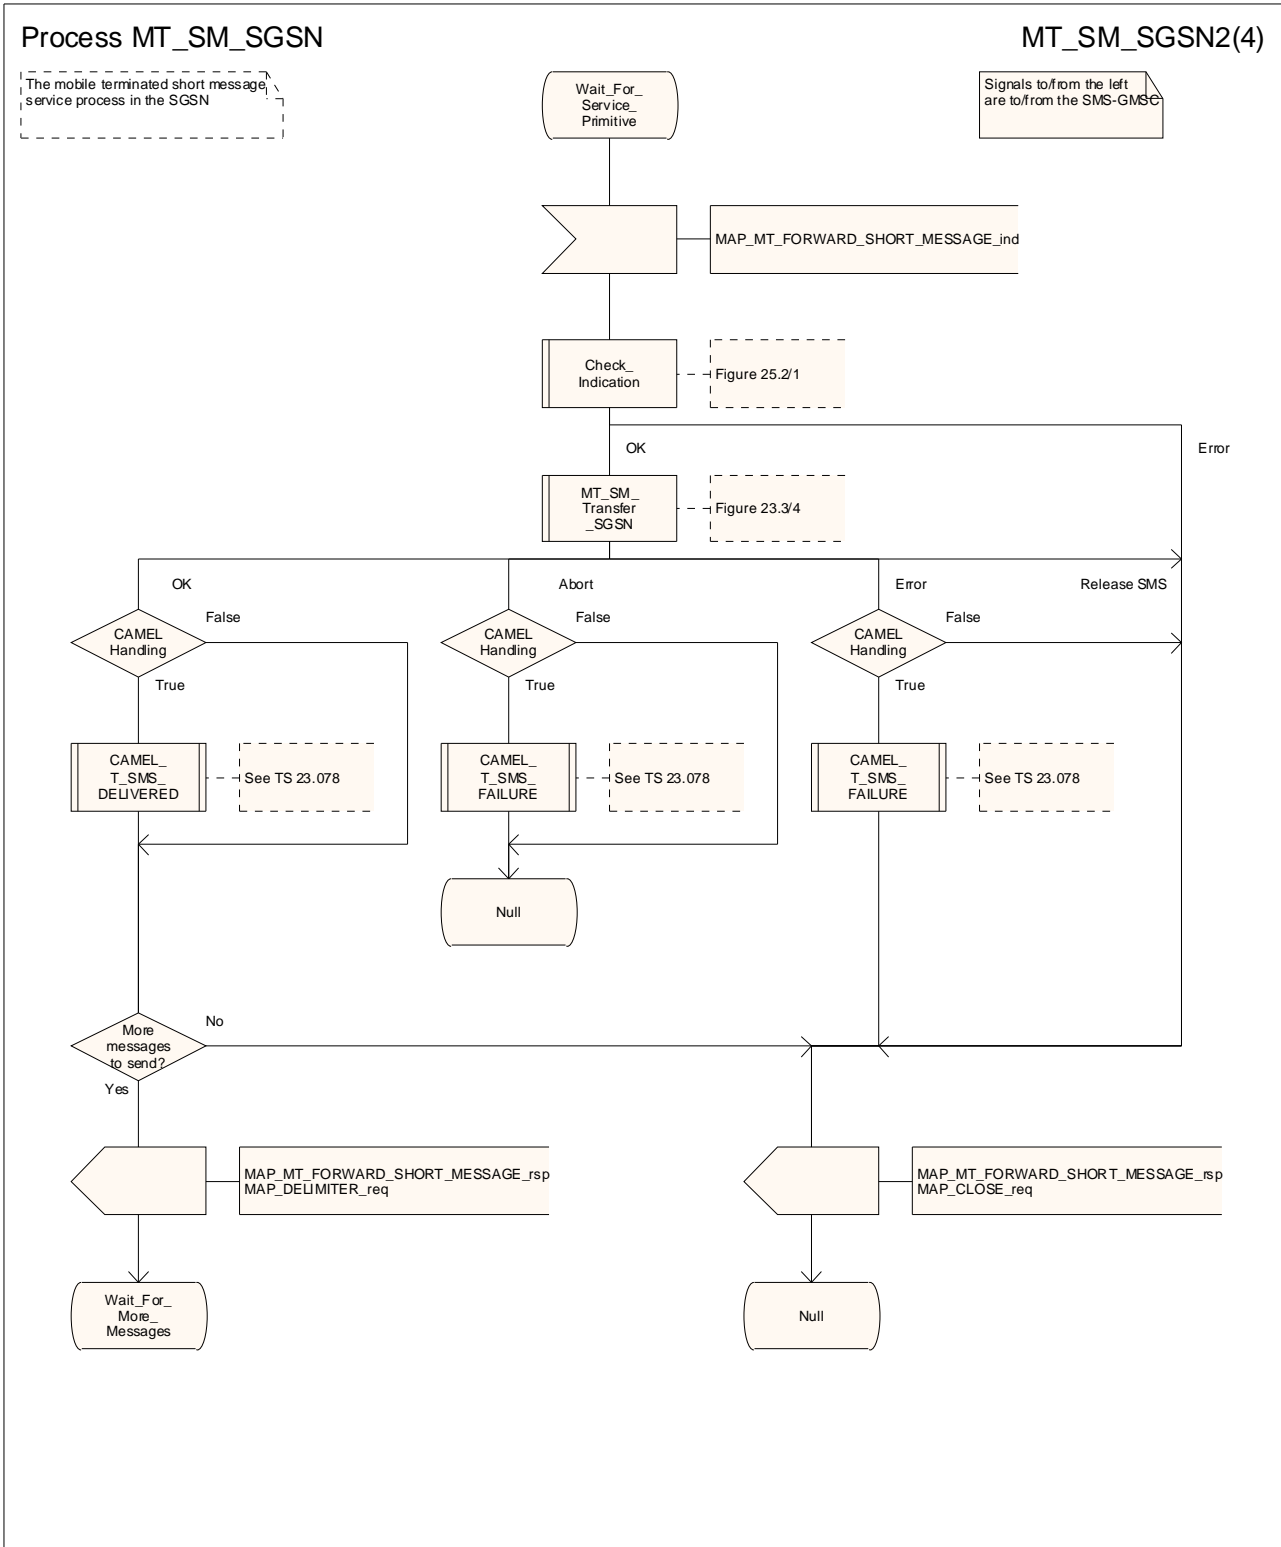 Process MT_SM_SGSN
MT_SM_SGSN2(4)
The mobile terminated short message
service process in the SGSN
Wait_For_
Service_
Primitive
Signals to/from the left
are to/from the SMS-GMSC
MAP_MT_FORWARD_SHORT_MESSAGE_ind
Check_
Indication
Figure 25.2/1
OK
Error
MT_SM_
Transfer
_SGSN
Figure 23.3/4
OK
Abort
Error
Release SMS
False
False
False
CAMEL
Handling
CAMEL
Handling
CAMEL
Handling
True
True
True
CAMEL_
T_SMS_
DELIVERED
See TS 23.078
CAMEL_
T_SMS_
FAILURE
See TS 23.078
CAMEL_
T_SMS_
FAILURE
See TS 23.078
Null
No
More
messages
to send?
Yes
MAP_MT_FORWARD_SHORT_MESSAGE_rsp
MAP_DELIMITER_req
MAP_MT_FORWARD_SHORT_MESSAGE_rsp
MAP_CLOSE_req
Wait_For_
More_
Messages
Null